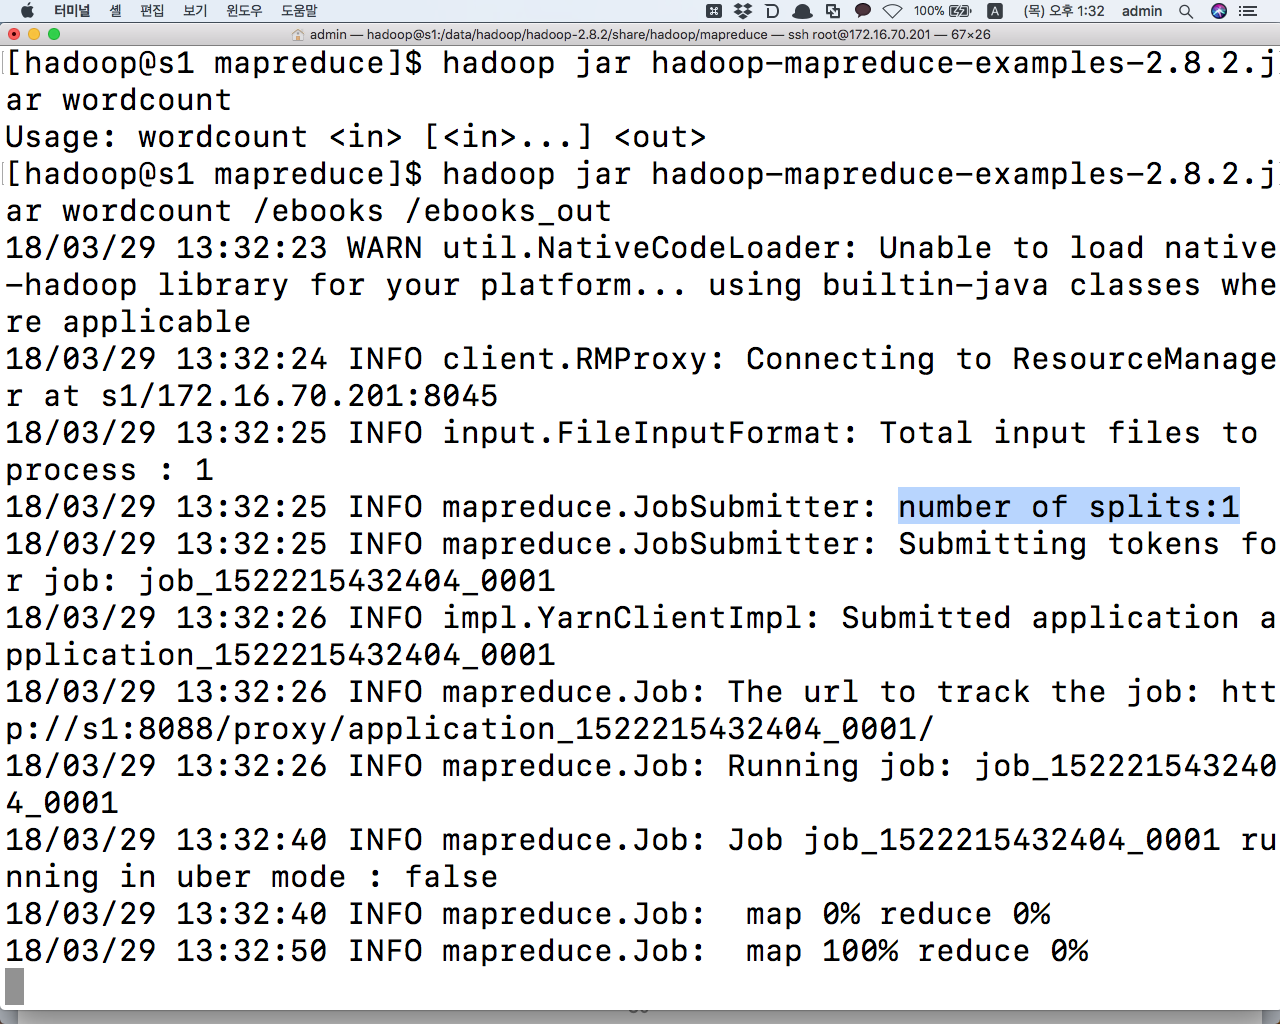 터미널 셸 편집 보기 윈도우 도움말 100% A (목) 오후 1:32 admin
admin — hadoop@s1:/data/hadoop/hadoop-2.8.2/share/hadoop/mapreduce — ssh root@172.16.70.201 — 67×26
[hadoop@s1 mapreduce]$ hadoop jar hadoop-mapreduce-examples-2.8.2.j
ar wordcount
Usage: wordcount <in> [<in>...] <out>
[hadoop@s1 mapreduce]$ hadoop jar hadoop-mapreduce-examples-2.8.2.j
ar wordcount /ebooks /ebooks_out
18/03/29 13:32:23 WARN util.NativeCodeLoader: Unable to load native
-hadoop library for your platform... using builtin-java classes whe
re applicable
18/03/29 13:32:24 INFO client.RMProxy: Connecting to ResourceManage
r at s1/172.16.70.201:8045
18/03/29 13:32:25 INFO input.FileInputFormat: Total input files to
process : 1
18/03/29 13:32:25 INFO mapreduce.JobSubmitter: number of splits:1
18/03/29 13:32:25 INFO mapreduce.JobSubmitter: Submitting tokens fo
r job: job_1522215432404_0001
18/03/29 13:32:26 INFO impl.YarnClientImpl: Submitted application a
pplication_1522215432404_0001
18/03/29 13:32:26 INFO mapreduce.Job: The url to track the job: htt
p://s1:8088/proxy/application_1522215432404_0001/
18/03/29 13:32:26 INFO mapreduce.Job: Running job: job_152221543240
4_0001
18/03/29 13:32:40 INFO mapreduce.Job: Job job_1522215432404_0001 ru
nning in uber mode : false
18/03/29 13:32:40 INFO mapreduce.Job:  map 0% reduce 0%
18/03/29 13:32:50 INFO mapreduce.Job:  map 100% reduce 0%